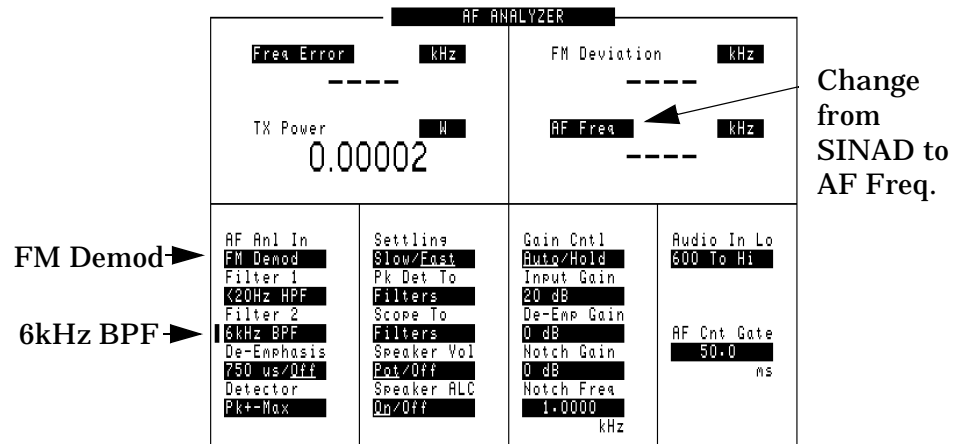 AF ANALYZER
Freq Error kHz
----
FM Deviation kHz
----
TX Power W
0.00002
AF Freq kHz
----
Change
from
SINAD to
AF Freq.
FM Demod
6kHz BPF
AF Anl In
FM Demod
Filter 1
<20Hz HPF
Filter 2
6kHz BPF
De-Emphasis
750 us/Off
Detector
Pk+-Max
Settling
Slow/Fast
Pk Det To
Filters
Scope To
Filters
Speaker Vol
Pot/Off
Speaker ALC
On/Off
Gain Cntl
Auto/Hold
Input Gain
20 dB
De-Emp Gain
0 dB
Notch Gain
0 dB
Notch Freq
1.0000
kHz
Audio In Lo
600 To Hi
AF Cnt Gate
50.0
ms